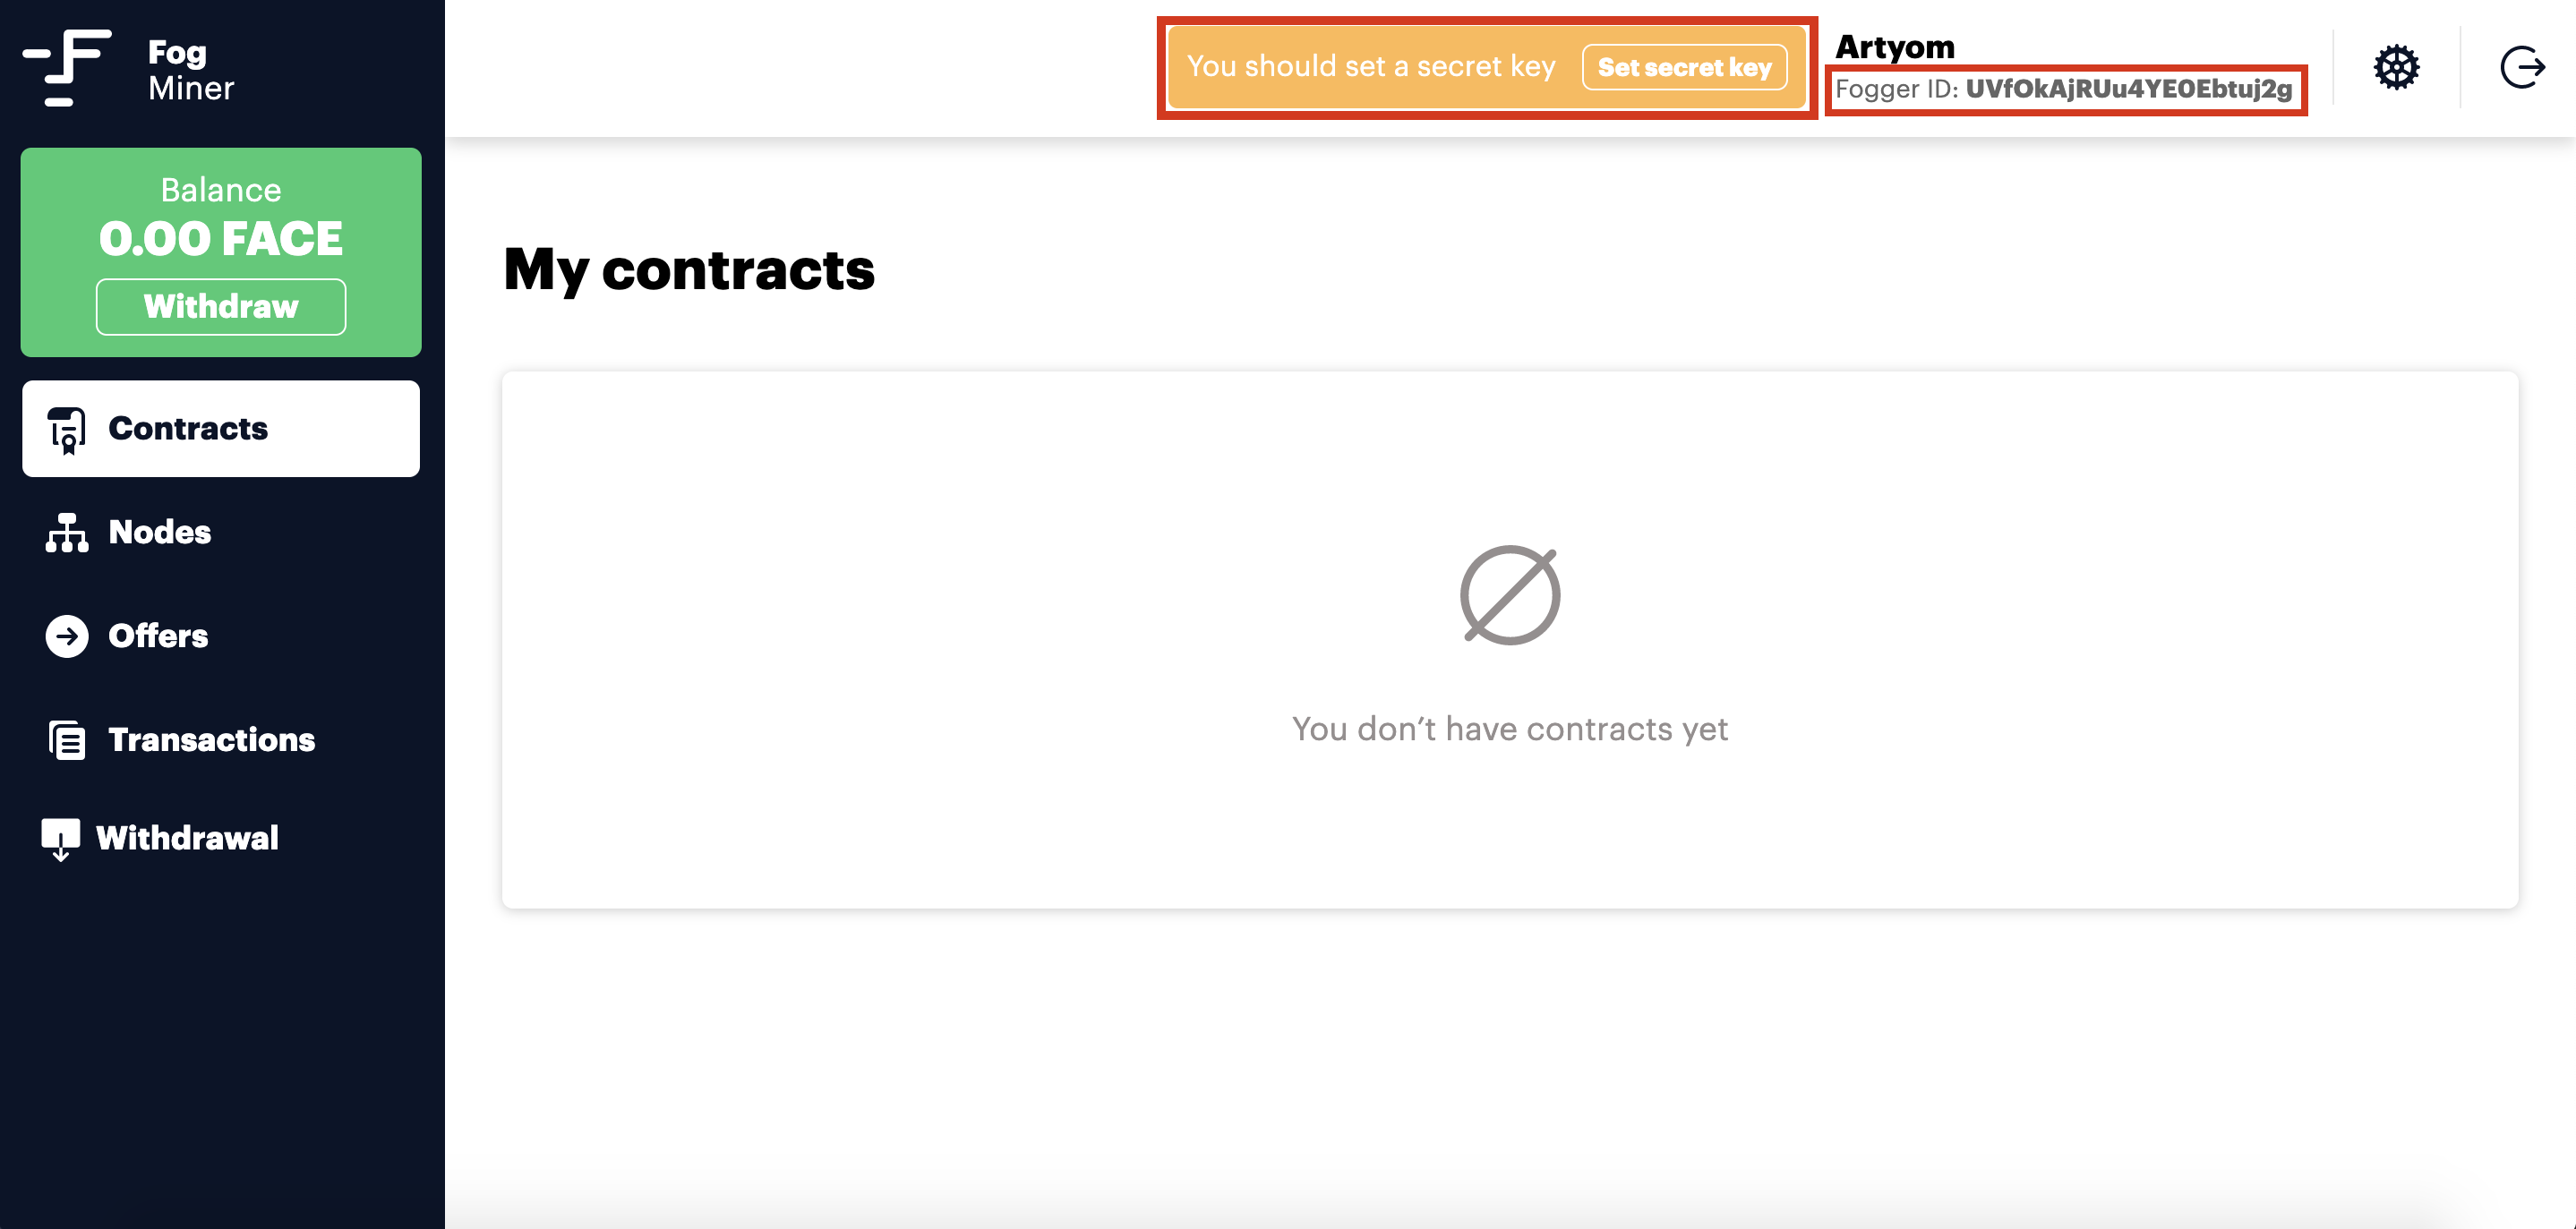 Fog
Miner
You should set a secret key
Set secret key
Artyom
Fogger ID: UVfOkAjRUu4YE0Ebtuj2g
Balance
0.00 FACE
Withdraw
Contracts
Nodes
Offers
Transactions
Withdrawal
My contracts
You don’t have contracts yet